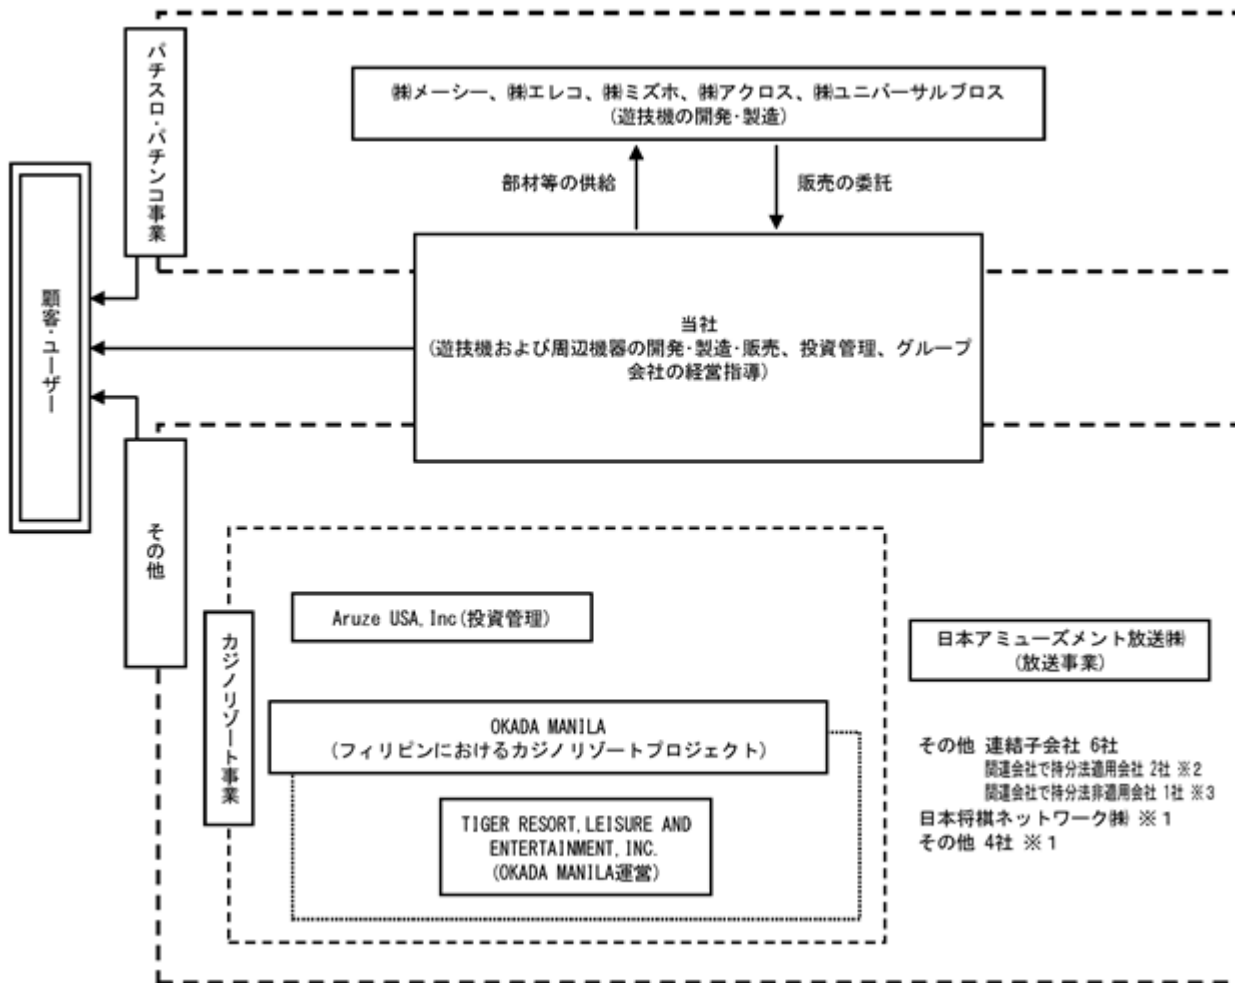 パチスロ・パチンコ事業
㈱メーシー、㈱エレコ、㈱ミズホ、㈱アクロス、㈱ユニバーサルブロス
(遊技機の開発・製造)
部材等の供給
販売の委託
顧客・ユーザー
当社
(遊技機および周辺機器の開発・製造・販売、投資管理、グループ
会社の経営指導)
その他
カジノリゾート事業
Aruze USA,Inc(投資管理)
OKADA MANILA
(フィリピンにおけるカジノリゾートプロジェクト)
TIGER RESORT,LEISURE AND
ENTERTAINMENT,INC.
(OKADA MANILA運営)
日本アミューズメント放送㈱
(放送事業)
その他 連結子会社 6社
関連会社で持分法適用会社 2社 ※2
関連会社で持分法非適用会社 1社 ※3
日本将棋ネットワーク㈱ ※1
その他 4社 ※1